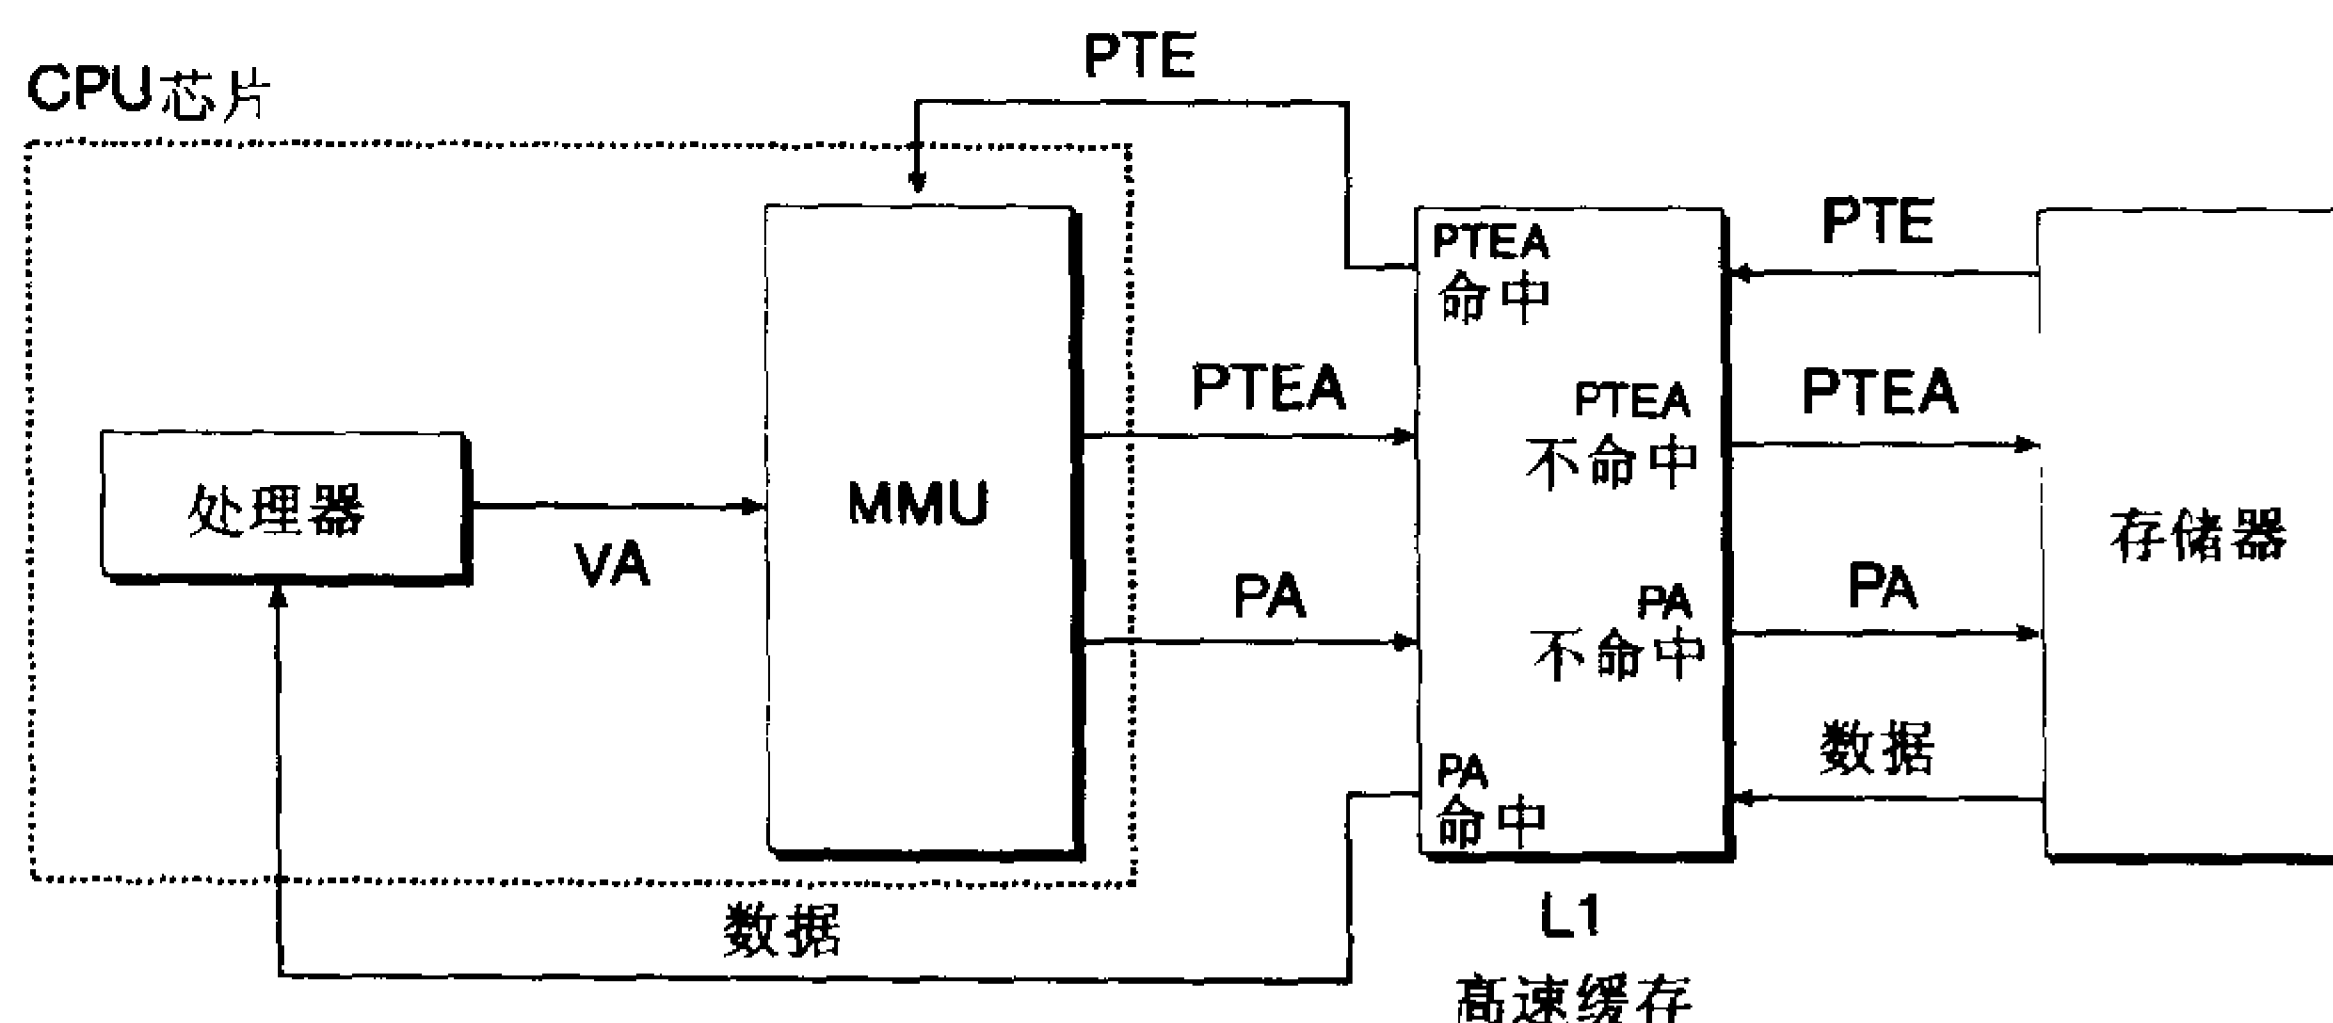 PTE
CPU芯片
PTE
PTEA
命中
PTEA
PTEA
不命中
PTEA
处理器
VA
MMU
存储器
PA
PA
不命中
PA
数据
PA
命中
数据
L1
高速缓存